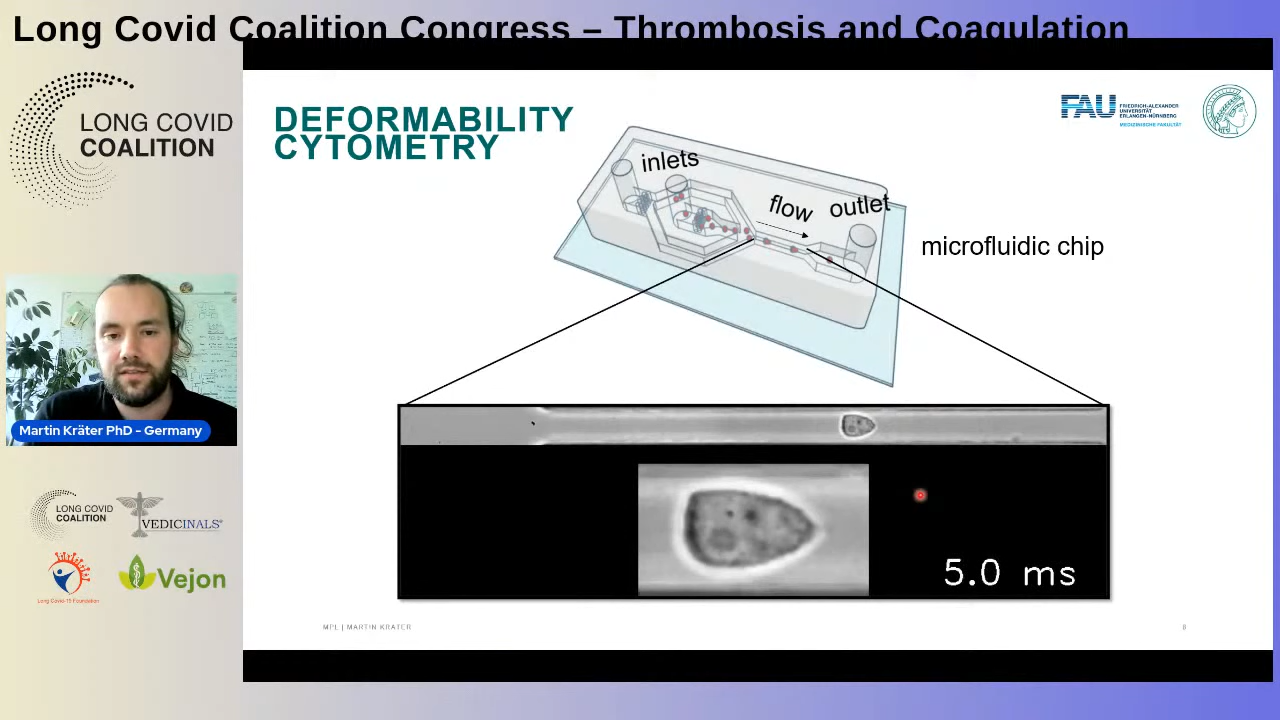 Long Covid Coalition Congress – Thrombosis and Coagulation
LONG COVID
COALITION
DEFORMABILITY
CYTOMETRY
FAU
FRIEDRICH-ALEXANDER
UNIVERSITÄT
ERLANGEN-NÜRNBERG
MEDIZINISCHE FAKULTÄT
inlets
flow
outlet
microfluidic chip
Martin Kräter PhD - Germany
5.0 ms
LONG COVID
COALITION
VEDICINALS®
Long Covid-19 Foundation
Vejon
MPL | MARTIN KRÄTER
8